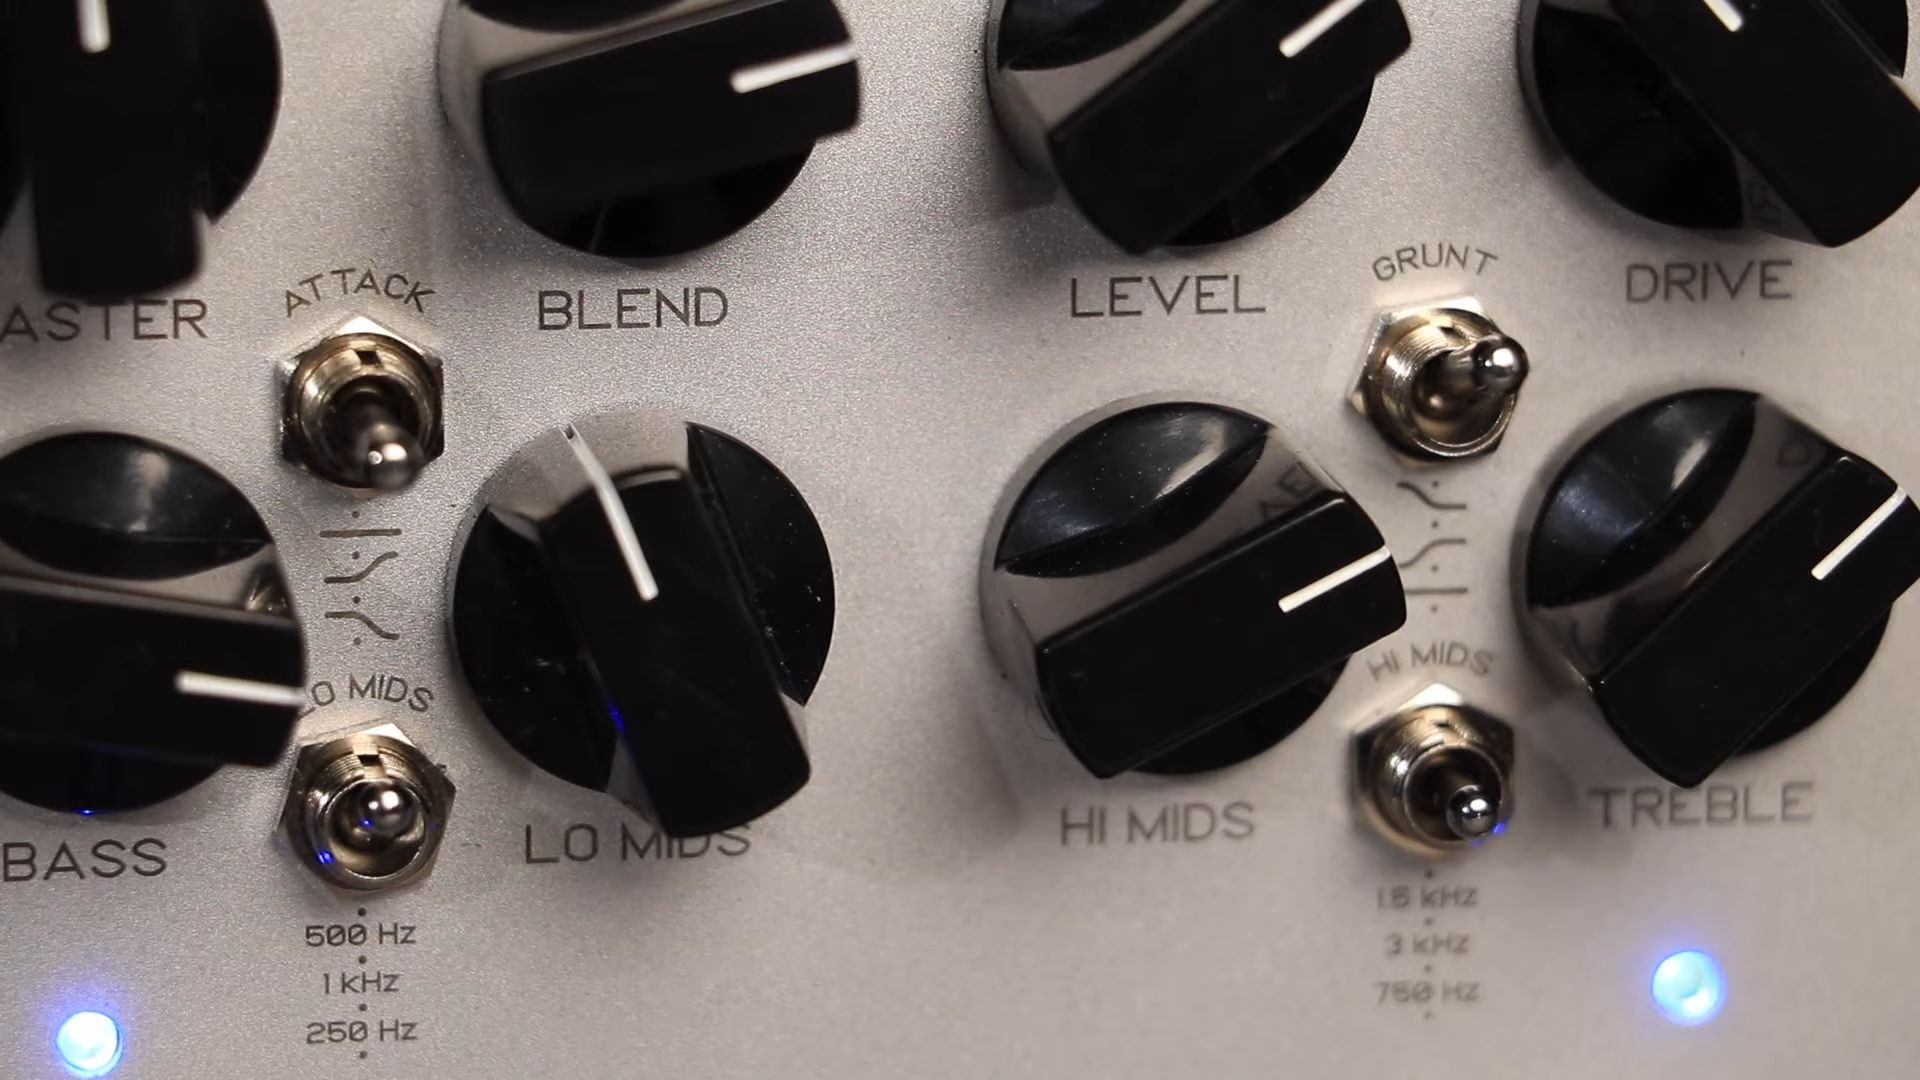 ASTER
ATTACK
BLEND
LEVEL
GRUNT
DRIVE
BASS
LO MIDS
LO MIDS
HI MIDS
HI MIDS
TREBLE
500 Hz
1 kHz
250 Hz
1.5 kHz
3 kHz
750 Hz